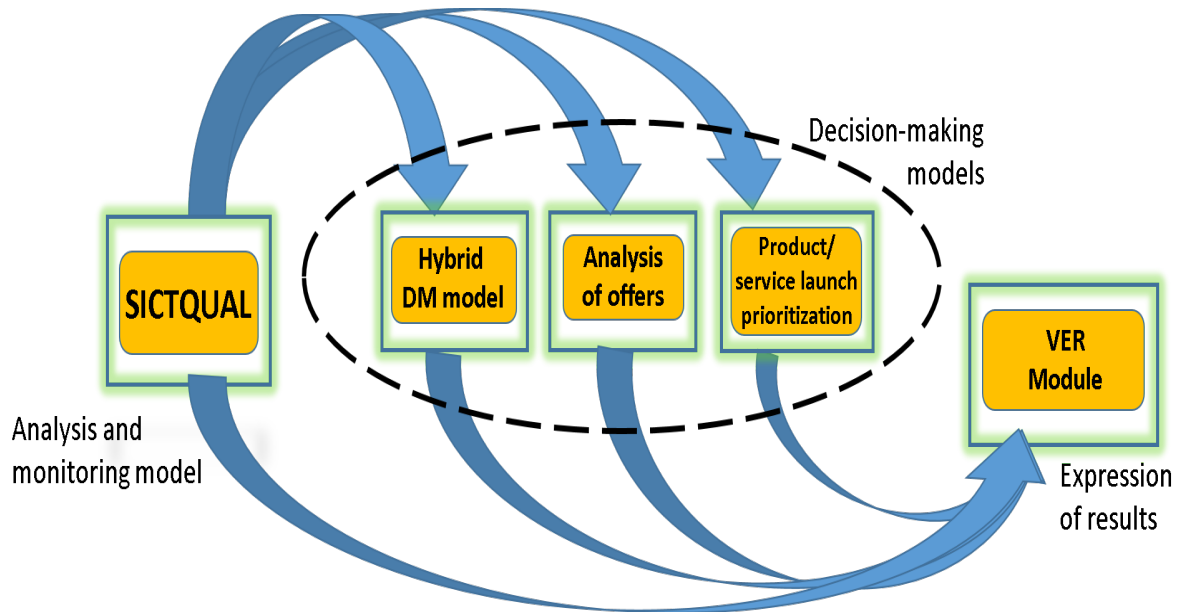 Decision-making
models
SICTQUAL
Hybrid
DM model
Analysis
of offers
Product/
service launch
prioritization
VER
Module
Analysis and
monitoring model
Expression
of results